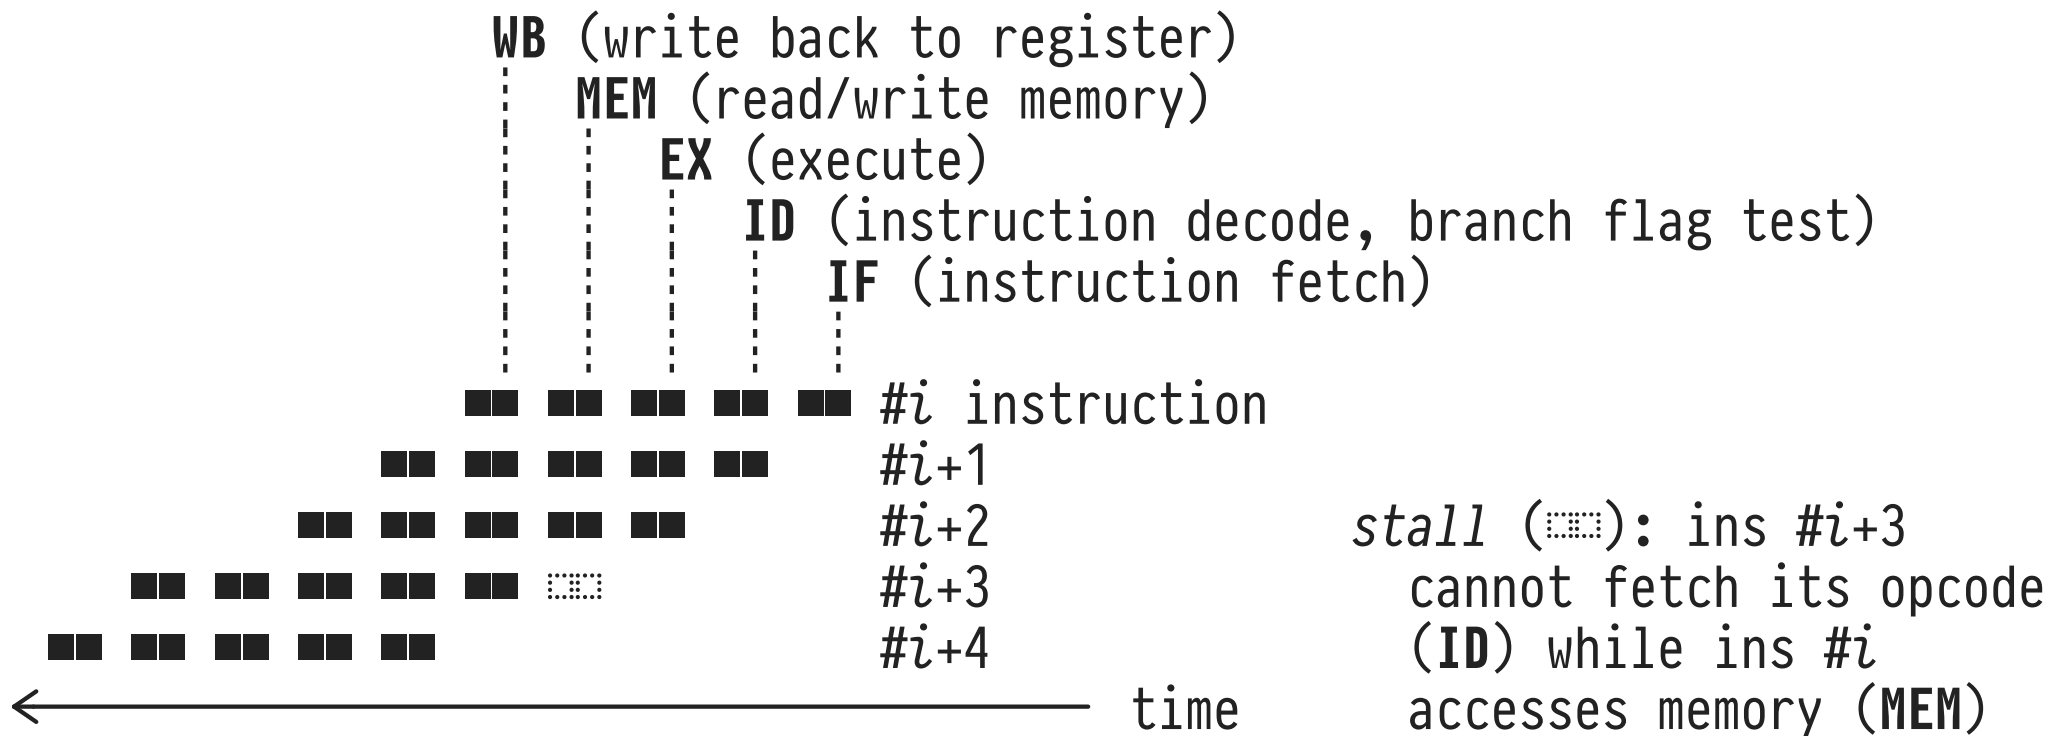 WB (write back to register)
MEM (read/write memory)
EX (execute)
ID (instruction decode, branch flag test)
IF (instruction fetch)
#i instruction
#i+1
#i+2
#i+3
#i+4
time
stall (): ins #i+3
cannot fetch its opcode
(ID) while ins #i
accesses memory (MEM)